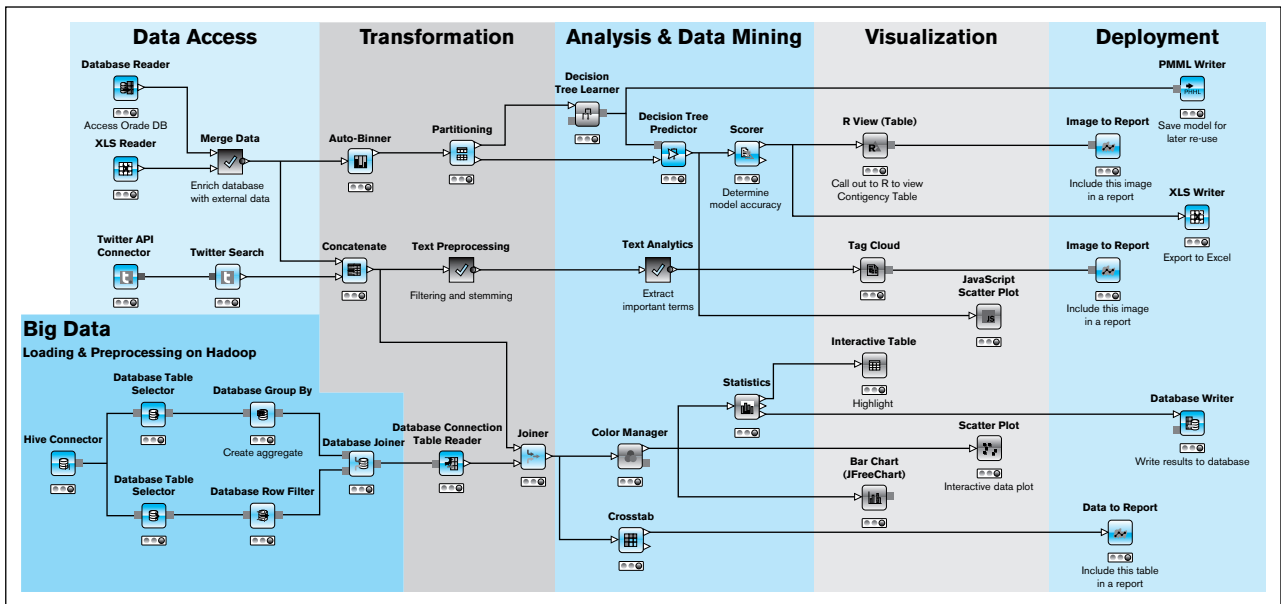 Data Access
Transformation
Analysis & Data Mining
Visualization
Deployment
Database Reader
Access Orade DB
XLS Reader
Merge Data
Enrich database
with external data
Twitter API
Connector
Twitter Search
Auto-Binner
Partitioning
Concatenate
Text Preprocessing
Filtering and stemming
Decision
Tree Learner
Decision Tree
Predictor
Scorer
Determine
model accuracy
Text Analytics
Extract
important terms
R View (Table)
R
Call out to R to view
Contigency Table
Tag Cloud
JavaScript
Scatter Plot
JS
PMML Writer
PMML
Save model for
later re-use
Image to Report
Include this image
in a report
XLS Writer
Export to Excel
Image to Report
Include this image
in a report
Big Data
Loading & Preprocessing on Hadoop
Hive Connector
Database Table
Selector
Database Group By
Create aggregate
Database Table
Selector
Database Row Filter
Database Joiner
Database Connection
Table Reader
Joiner
Color Manager
Statistics
Crosstab
Interactive Table
Highlight
Scatter Plot
Interactive data plot
Bar Chart
(JFreeChart)
Database Writer
Write results to database
Data to Report
Include this table
in a report